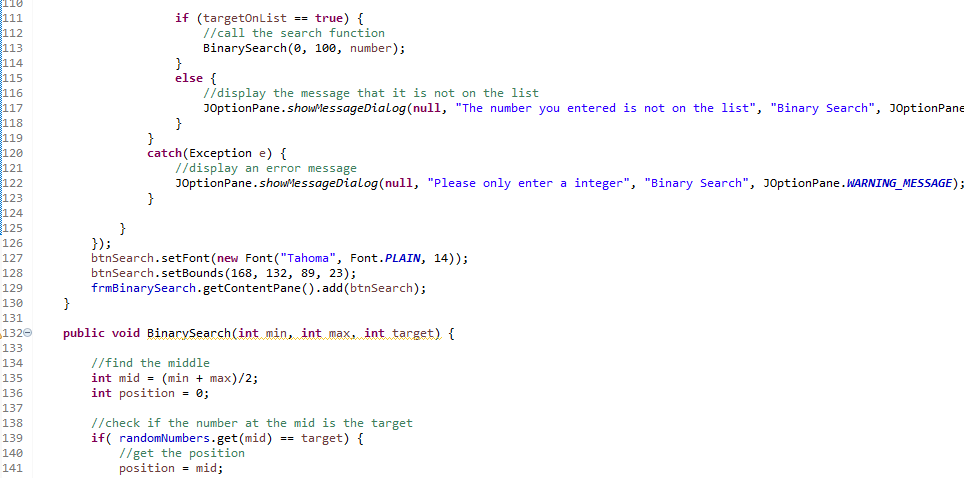 110
111 if (targetOnList == true) {
112 //call the search function
113 BinarySearch(0, 100, number);
114 }
115 else {
116 //display the message that it is not on the list
117 JOptionPane.showMessageDialog(null, "The number you entered is not on the list", "Binary Search", JOptionPane
118 }
119 }
120 catch(Exception e) {
121 //display an error message
122 JOptionPane.showMessageDialog(null, "Please only enter a integer", "Binary Search", JOptionPane.WARNING_MESSAGE);
123 }
124
125 }
126 });
127 btnSearch.setFont(new Font("Tahoma", Font.PLAIN, 14));
128 btnSearch.setBounds(168, 132, 89, 23);
129 frmBinarySearch.getContentPane().add(btnSearch);
130 }
131
132 public void BinarySearch(int min, int max, int target) {
133
134 //find the middle
135 int mid = (min + max)/2;
136 int position = 0;
137
138 //check if the number at the mid is the target
139 if( randomNumbers.get(mid) == target) {
140 //get the position
141 position = mid;